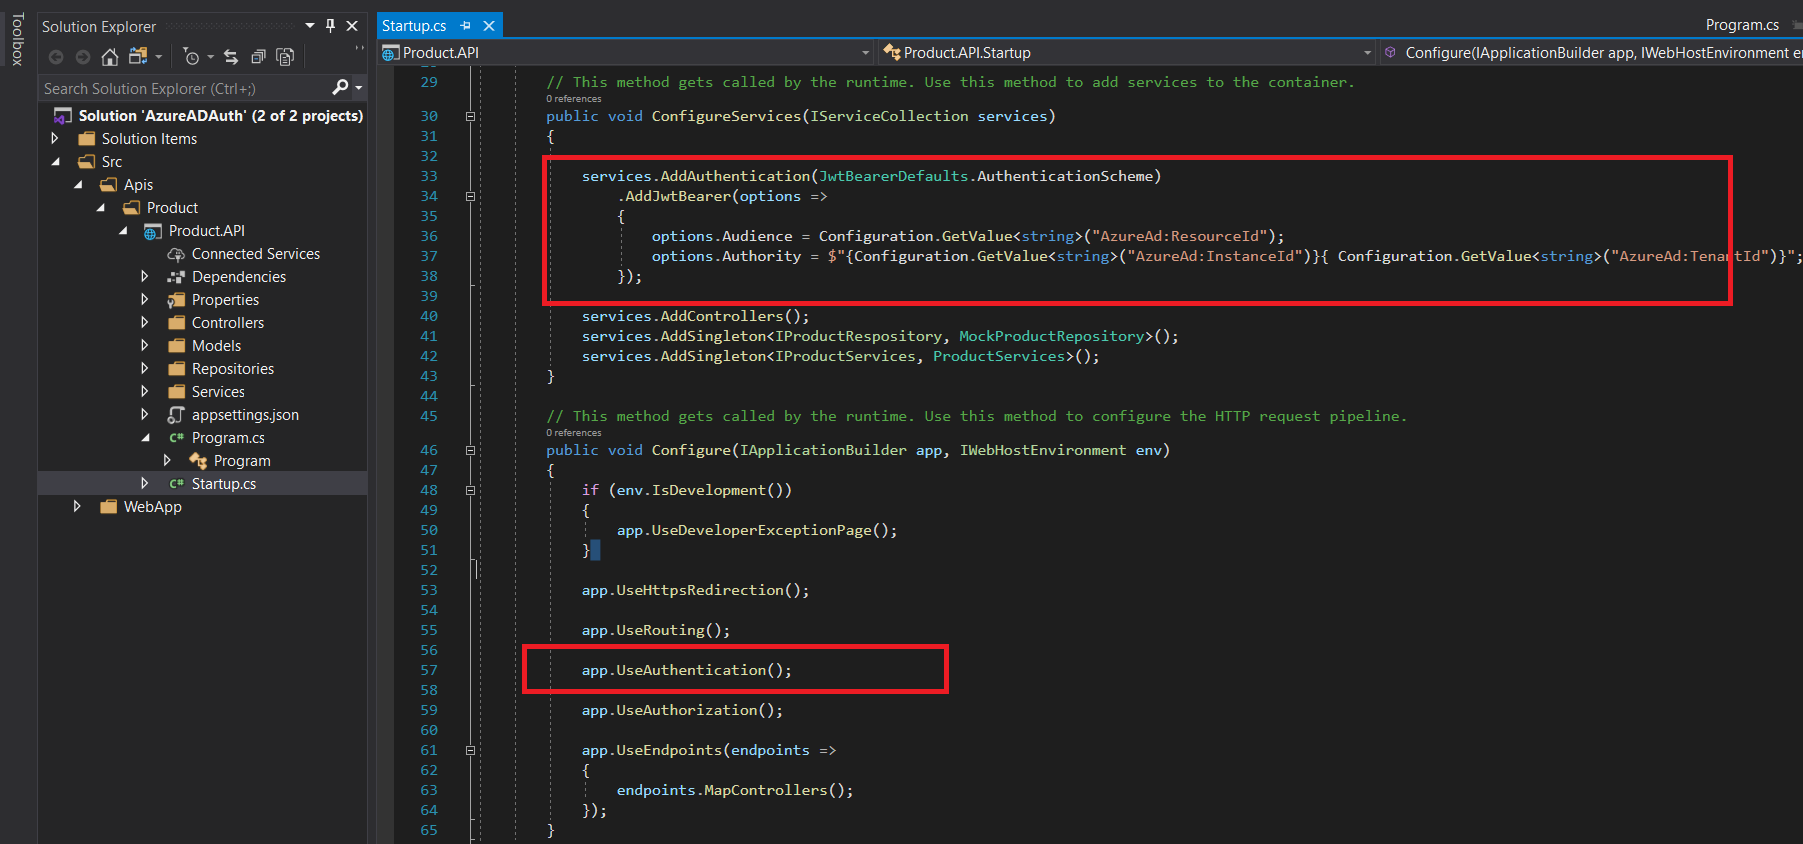 Toolbox
Solution Explorer
Search Solution Explorer (Ctrl+;)
Solution 'AzureADAuth' (2 of 2 projects)
Solution Items
Src
Apis
Product
Product.API
Connected Services
Dependencies
Properties
Controllers
Models
Repositories
Services
appsettings.json
C# Program.cs
Program
C# Startup.cs
WebApp
Startup.cs
Program.cs
Product.API
Product.API.Startup
Configure(IApplicationBuilder app, IWebHostEnvironment en
29 // This method gets called by the runtime. Use this method to add services to the container.
0 references
30 public void ConfigureServices(IServiceCollection services)
31 {
32
33 services.AddAuthentication(JwtBearerDefaults.AuthenticationScheme)
34 .AddJwtBearer(options =>
35 {
36 options.Audience = Configuration.GetValue<string>("AzureAd:ResourceId");
37 options.Authority = $"{Configuration.GetValue<string>("AzureAd:InstanceId")}{ Configuration.GetValue<string>("AzureAd:TenantId")}";
38 });
39
40 services.AddControllers();
41 services.AddSingleton<IProductRespository, MockProductRepository>();
42 services.AddSingleton<IProductServices, ProductServices>();
43 }
44
45 // This method gets called by the runtime. Use this method to configure the HTTP request pipeline.
0 references
46 public void Configure(IApplicationBuilder app, IWebHostEnvironment env)
47 {
48 if (env.IsDevelopment())
49 {
50 app.UseDeveloperExceptionPage();
51 }
52
53 app.UseHttpsRedirection();
54
55 app.UseRouting();
56
57 app.UseAuthentication();
58
59 app.UseAuthorization();
60
61 app.UseEndpoints(endpoints =>
62 {
63 endpoints.MapControllers();
64 });
65 }